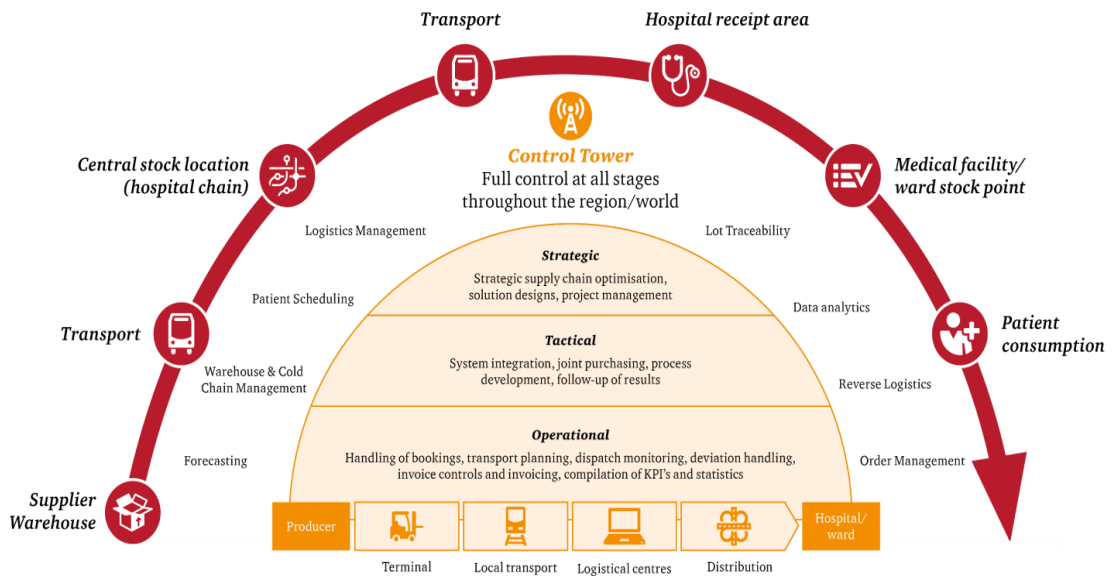 Transport
Hospital receipt area
Central stock location
(hospital chain)
Control Tower
Full control at all stages
throughout the region/world
Medical facility/
ward stock point
Logistics Management
Lot Traceability
Strategic
Strategic supply chain optimisation,
solution designs, project management
Patient Scheduling
Data analytics
Transport
Tactical
System integration, joint purchasing, process
development, follow-up of results
Patient
consumption
Warehouse & Cold
Chain Management
Reverse Logistics
Operational
Handling of bookings, transport planning, dispatch monitoring, deviation handling,
invoice controls and invoicing, compilation of KPI's and statistics
Forecasting
Order Management
Supplier
Warehouse
Producer
Hospital/
ward
Terminal
Local transport
Logistical centres
Distribution